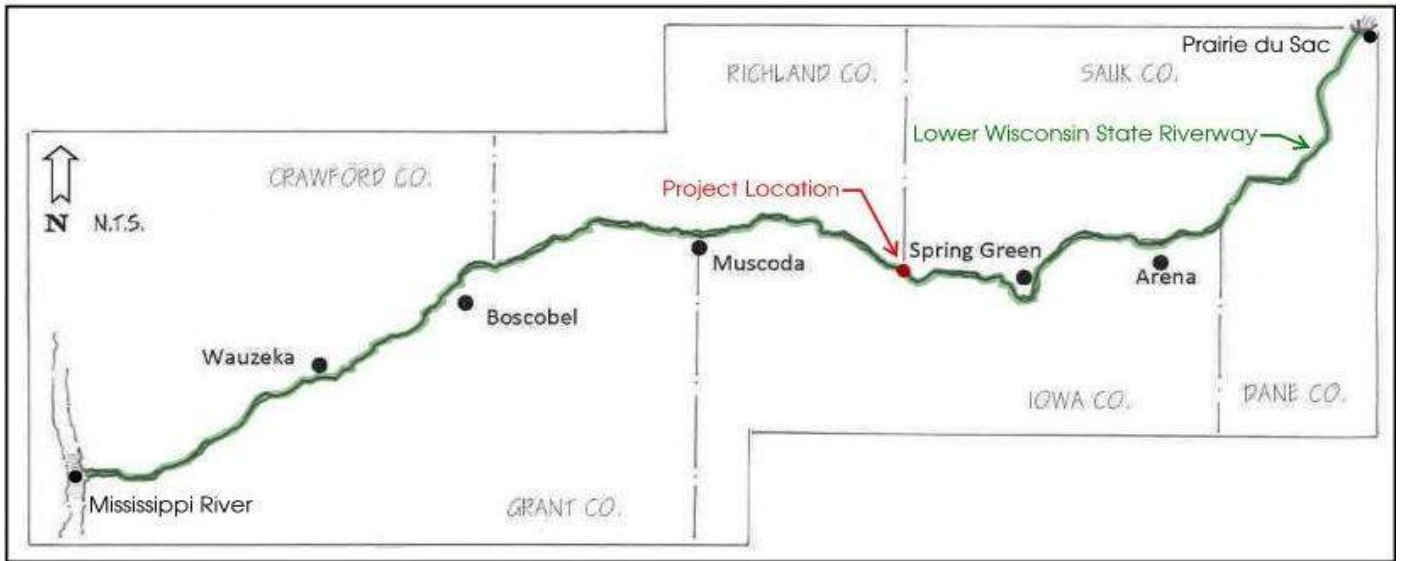 Prairie du Sac
RICHLAND CO.
SAUK CO.
Lower Wisconsin State Riverway
CRAWFORD CO.
Project Location
N N.T.S.
Spring Green
Muscoda
Arena
Boscobel
Wauzeka
IOWA CO.
DANE CO.
Mississippi River
GRANT CO.